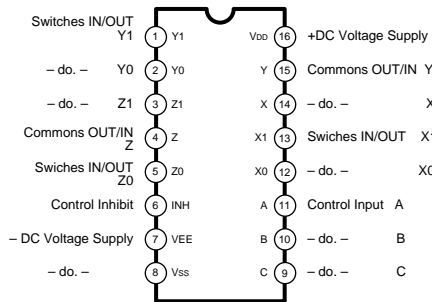 Switches IN/OUT
Y1 1 Y1 VDD 16 +DC Voltage Supply
– do. – Y0 2 Y0 Y 15 Commons OUT/IN Y
– do. – Z1 3 Z1 X 14 – do. – X
Commons OUT/IN
Z 4 Z X1 13 Swiches IN/OUT X1
Swiches IN/OUT
Z0 5 Z0 X0 12 – do. – X0
Control Inhibit 6 INH A 11 Control Input A
– DC Voltage Supply 7 VEE B 10 – do. – B
– do. – 8 VSS C 9 – do. – C